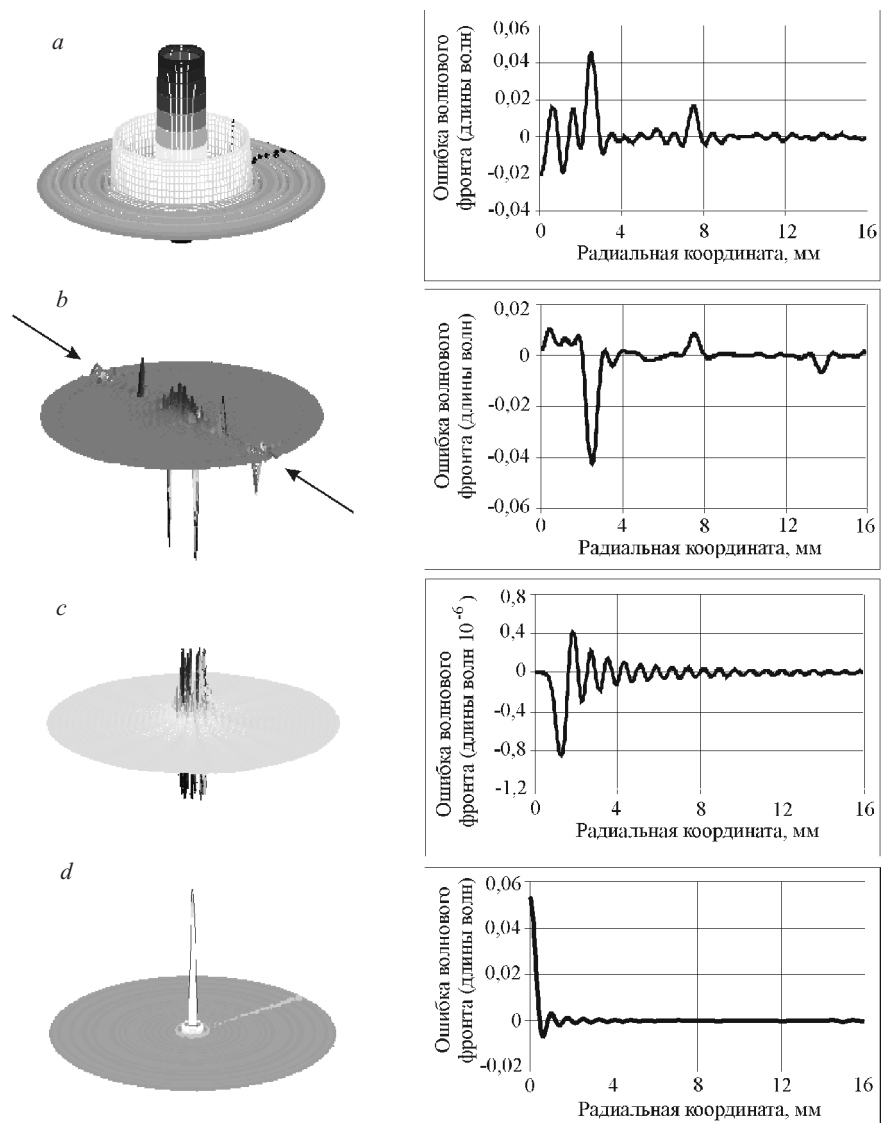 a
Ошибка волнового
фронта (длины волн)
0,06
0,04
0,02
0
-0,02
-0,04
0 4 8 12 16
Радиальная координата, мм
b
Ошибка волнового
фронта (длины волн)
0,02
0
-0,02
-0,04
-0,06
0 4 8 12 16
Радиальная координата, мм
c
Ошибка волнового
фронта (длины волн 10 -6 )
0,8
0,4
0
-0,4
-0,8
-1,2
0 4 8 12 16
Радиальная координата, мм
d
Ошибка волнового
фронта (длины волн)
0,06
0,04
0,02
0
-0,02
0 4 8 12 16
Радиальная координата, мм